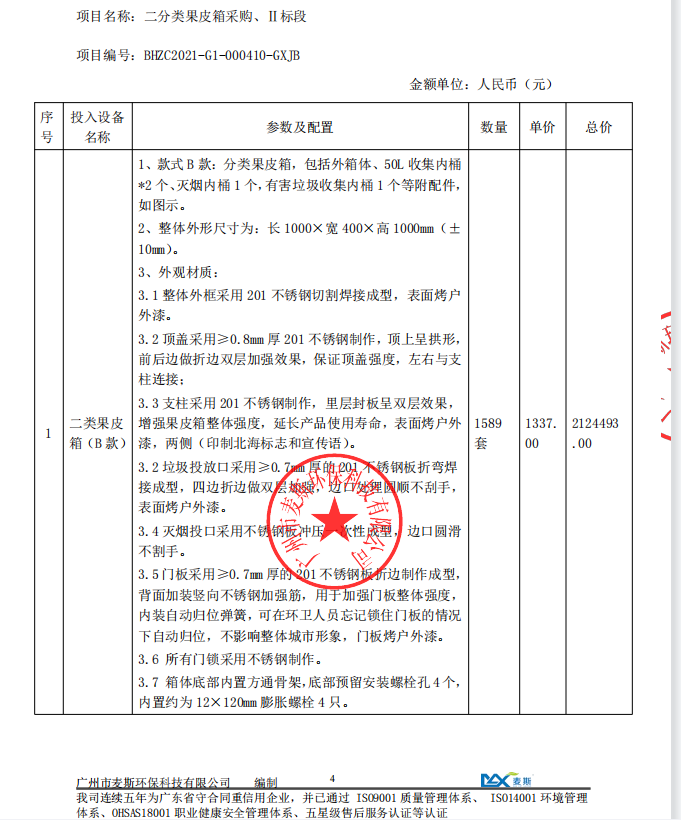 项目名称: 二分类果皮箱采购、Ⅱ标段
项目编号: BHZC2021-G1-000410-GXJB
金额单位: 人民币（元）
序号 投入设备名称 参数及配置 数量 单价 总价
1、款式 B 款: 分类果皮箱, 包括外箱体、50L 收集内桶
*2 个、灭烟内桶 1 个, 有害垃圾收集内桶 1 个等附配件,
如图示。
2、整体外形尺寸为: 长 1000×宽 400×高 1000mm（±
10mm）。
3、外观材质:
3.1 整体外框采用 201 不锈钢切割焊接成型, 表面烤户
外漆。
3.2 顶盖采用≥0.8mm 厚 201 不锈钢制作, 顶上呈拱形,
前后边做折边双层加强效果, 保证顶盖强度, 左右与支
柱连接;
3.3 支柱采用 201 不锈钢制作, 里层封板呈双层效果,
增强果皮箱整体强度, 延长产品使用寿命, 表面烤户外
漆, 两侧（印制北海标志和宣传语）。
1
二类果皮
箱（B 款）
1589
套
1337.
00
2124493
.00
3.2 垃圾投放口采用≥0.7mm 厚的 201 不锈钢板折弯焊
接成型, 四边折边做双层加强, 边口处理圆顺不刮手,
表面烤户外漆。
3.4 灭烟投口采用不锈钢板冲压一次性成型, 边口圆滑
不割手。
3.5 门板采用≥0.7mm 厚的 201 不锈钢板折边制作成型,
背面加装竖向不锈钢加强筋, 用于加强门板整体强度,
内装自动归位弹簧, 可在环卫人员忘记锁住门板的情况
下自动归位, 不影响整体城市形象, 门板烤户外漆。
3.6 所有门锁采用不锈钢制作。
3.7 箱体底部内置方通骨架, 底部预留安装螺栓孔 4 个,
内置约为 12×120mm 膨胀螺栓 4 只。
广州市麦斯环保科技有限公司
广州市麦斯环保科技有限公司 编制 4 麦斯
我司连续五年为广东省守合同重信用企业, 并已通过 ISO9001 质量管理体系、 ISO14001 环境管理
体系、OHSAS18001 职业健康安全管理体系、五星级售后服务认证等认证